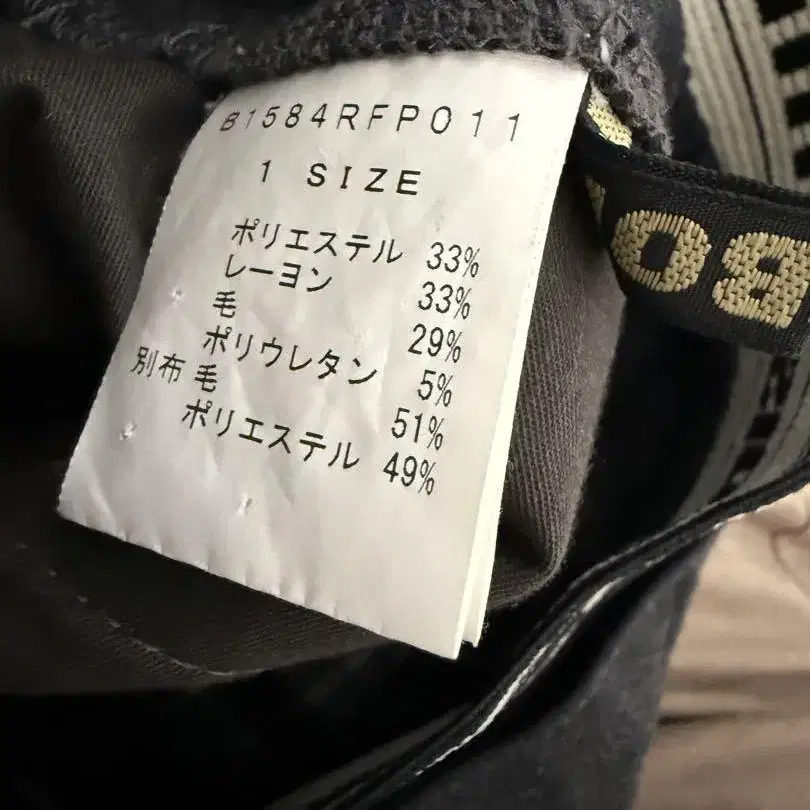 B1584RFP011
1 SIZE
ポリエステル 33%
レーヨン 33%
毛 29%
ポリウレタン 5%
別布 毛 51%
ポリエステル 49%
BO